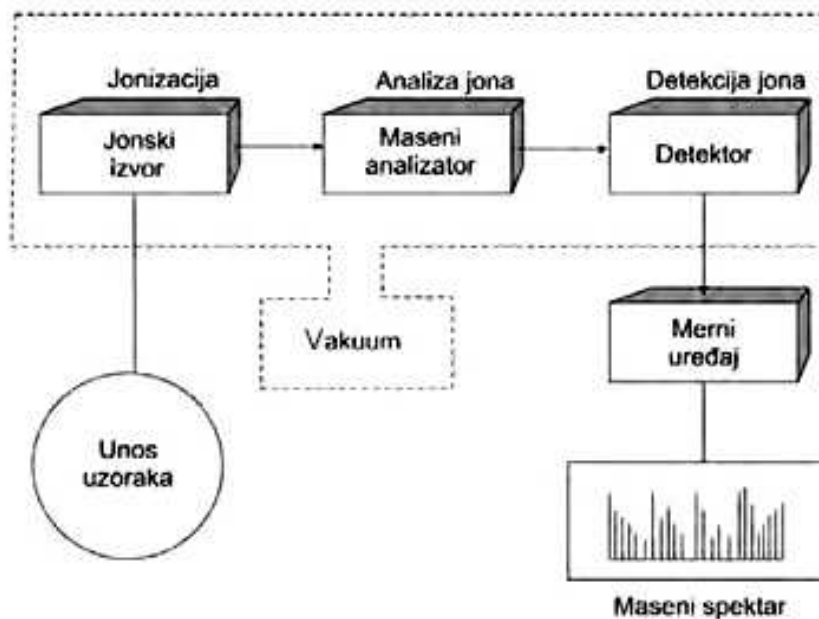 Jonizacija
Analiza jona
Detekcija jona
Jonski
izvor
Maseni
analizator
Detektor
Vakuum
Merni
uređaj
Unos
uzoraka
Maseni spektar